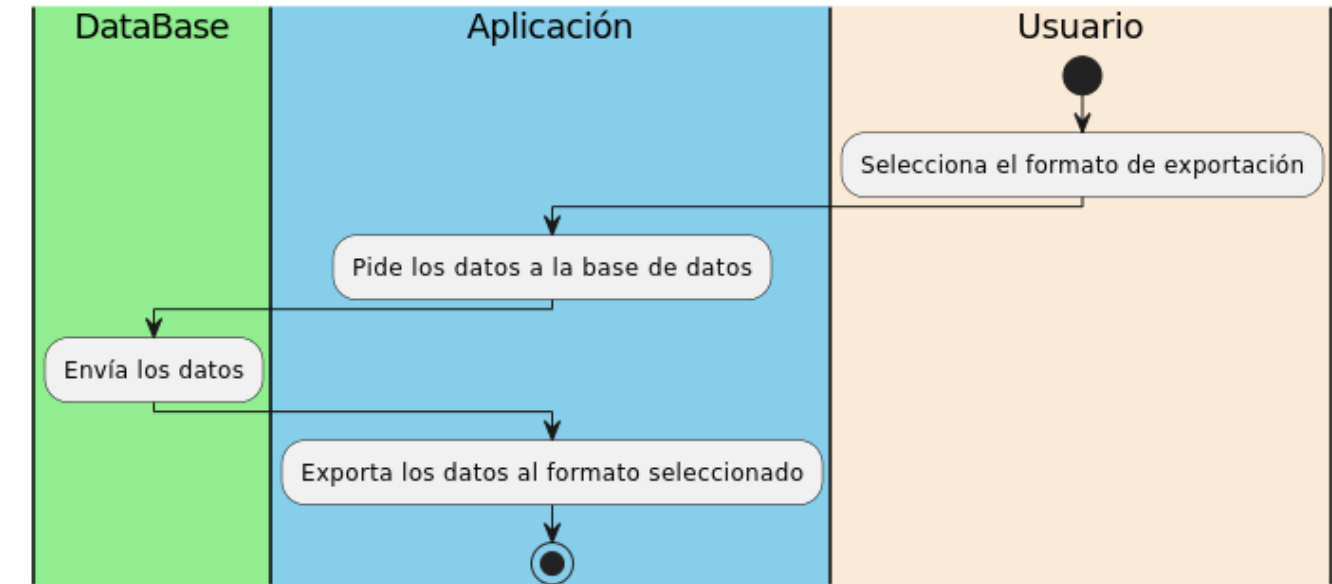 DataBase
Aplicación
Usuario
Selecciona el formato de exportación
Pide los datos a la base de datos
Envía los datos
Exporta los datos al formato seleccionado